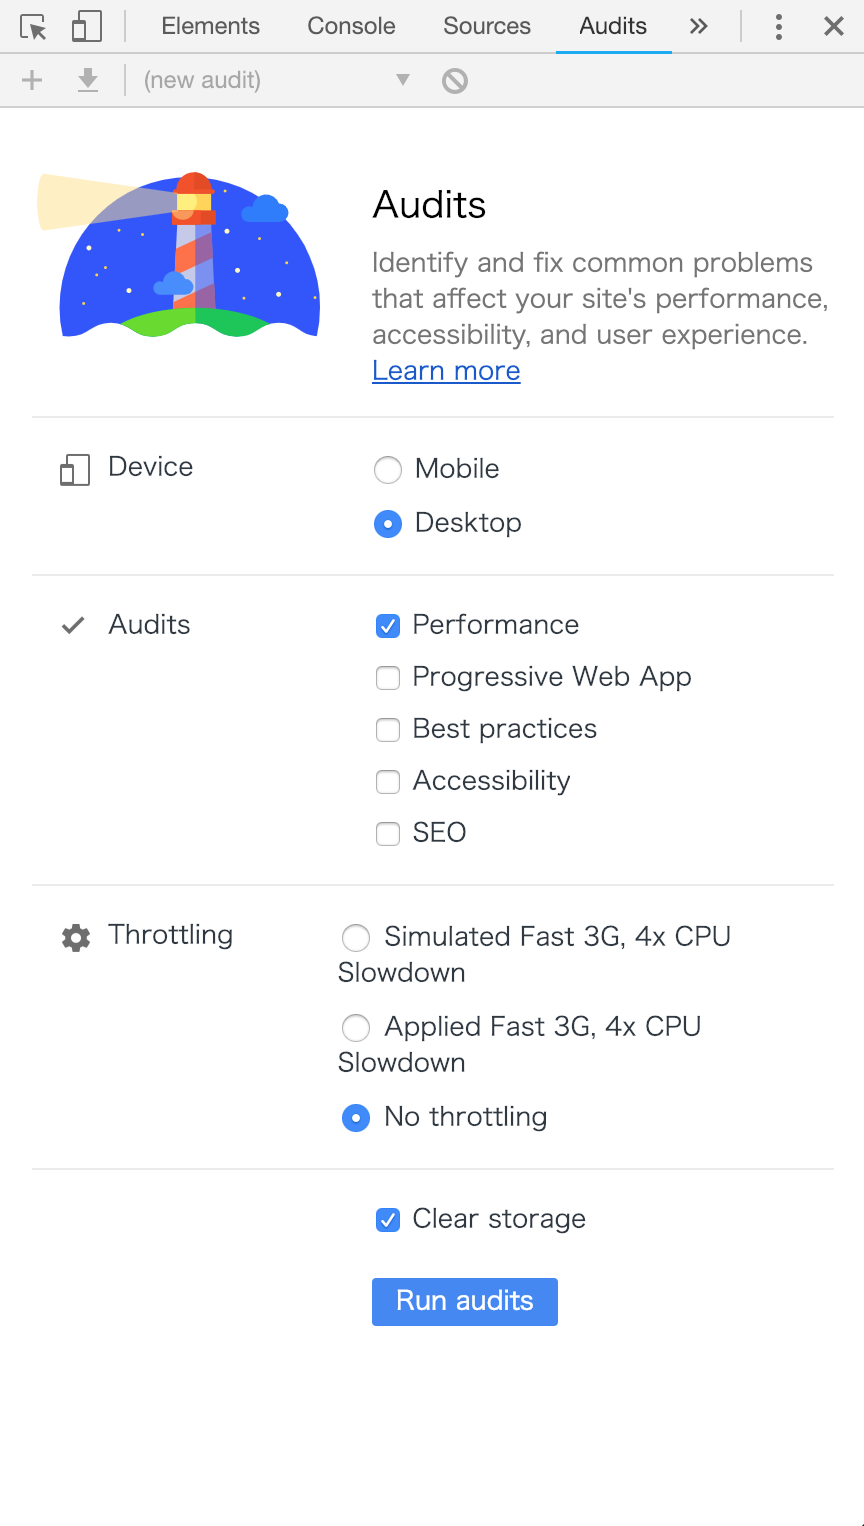 Elements Console Sources Audits
(new audit)
Audits
Identify and fix common problems
that affect your site's performance,
accessibility, and user experience.
Learn more
Device
Mobile
Desktop
Audits
Performance
Progressive Web App
Best practices
Accessibility
SEO
Throttling
Simulated Fast 3G, 4x CPU
Slowdown
Applied Fast 3G, 4x CPU
Slowdown
No throttling
Clear storage
Run audits